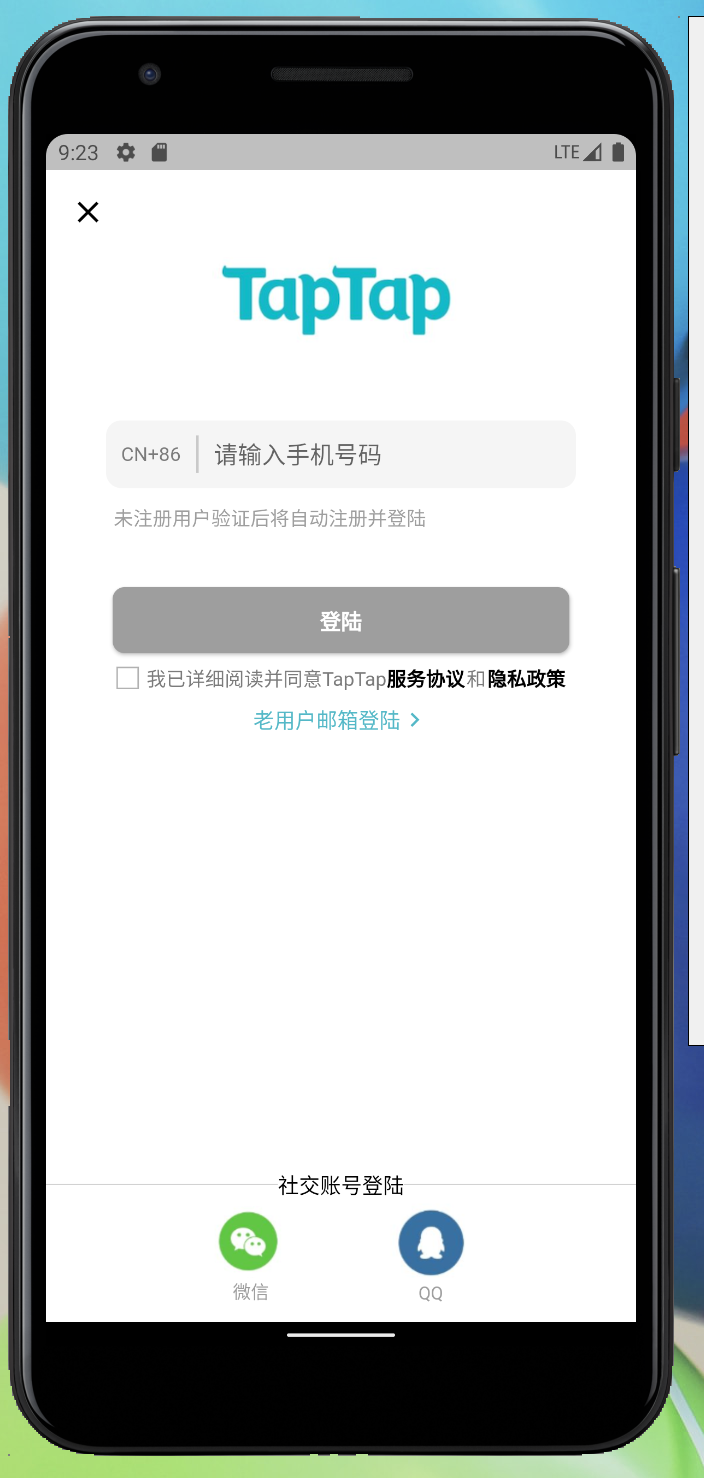 9:23 LTE
TapTap
CN+86 请输入手机号码
未注册用户验证后将自动注册并登陆
登陆
我已详细阅读并同意TapTap服务协议和隐私政策
老用户邮箱登陆 >
社交账号登陆
微信 QQ